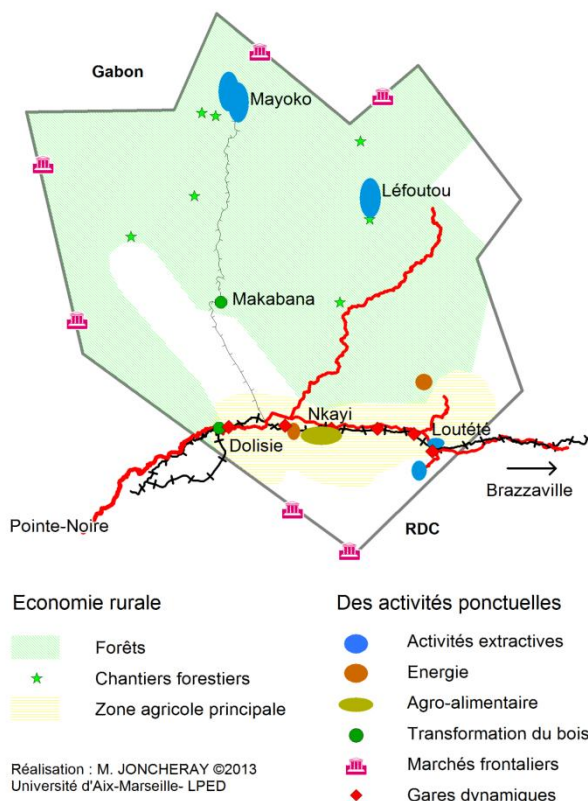 Gabon
Mayoko
Léfoutou
Makabana
Nkayi
Loutété
Dolisie
Brazzaville
Pointe-Noire
RDC
Economie rurale
Forêts
Chantiers forestiers
Zone agricole principale
Réalisation : M. JONCHERAY ©2013
Université d'Aix-Marseille- LPED
Des activités ponctuelles
Activités extractives
Energie
Agro-alimentaire
Transformation du bois
Marchés frontaliers
Gares dynamiques